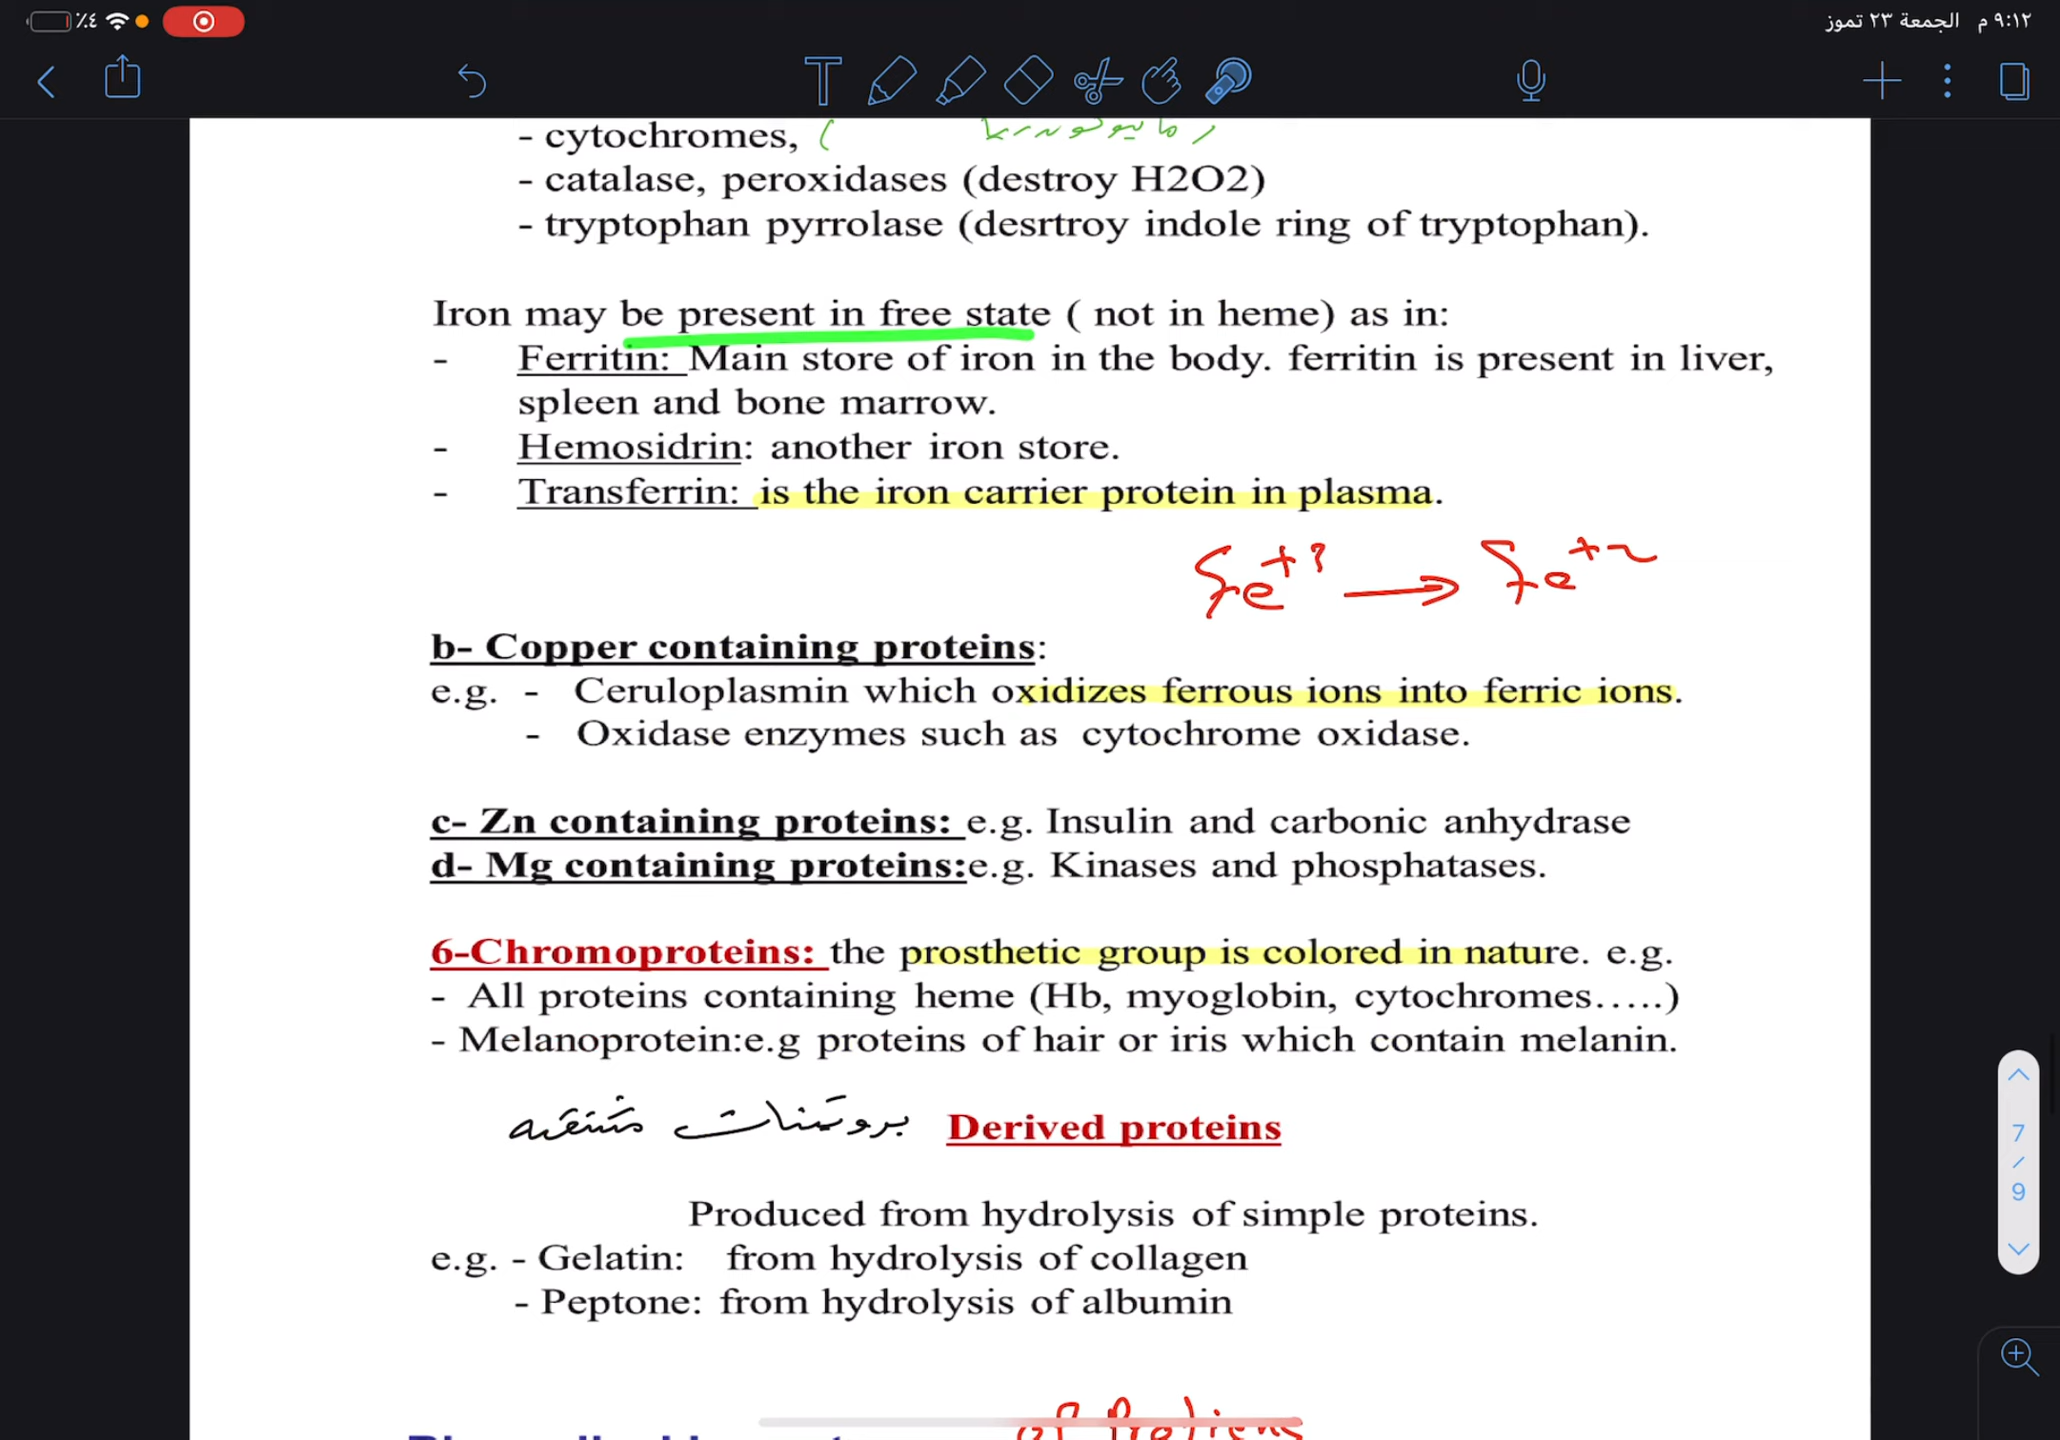 ٪٤
٩:١٢ م الجمعة ٢٣ تموز
- cytochromes, (
- catalase, peroxidases (destroy H2O2)
- tryptophan pyrrolase (desrtroy indole ring of tryptophan).
Iron may be present in free state ( not in heme) as in:
- Ferritin: Main store of iron in the body. ferritin is present in liver,
spleen and bone marrow.
- Hemosidrin: another iron store.
- Transferrin: is the iron carrier protein in plasma.
Fe+3 → Fe+2
b- Copper containing proteins:
e.g. - Ceruloplasmin which oxidizes ferrous ions into ferric ions.
- Oxidase enzymes such as cytochrome oxidase.
c- Zn containing proteins: e.g. Insulin and carbonic anhydrase
d- Mg containing proteins:e.g. Kinases and phosphatases.
6-Chromoproteins: the prosthetic group is colored in nature. e.g.
- All proteins containing heme (Hb, myoglobin, cytochromes.....)
- Melanoprotein:e.g proteins of hair or iris which contain melanin.
بروتينات مشتقه Derived proteins
Produced from hydrolysis of simple proteins.
e.g. - Gelatin: from hydrolysis of collagen
- Peptone: from hydrolysis of albumin
of Protiens
7
/
9